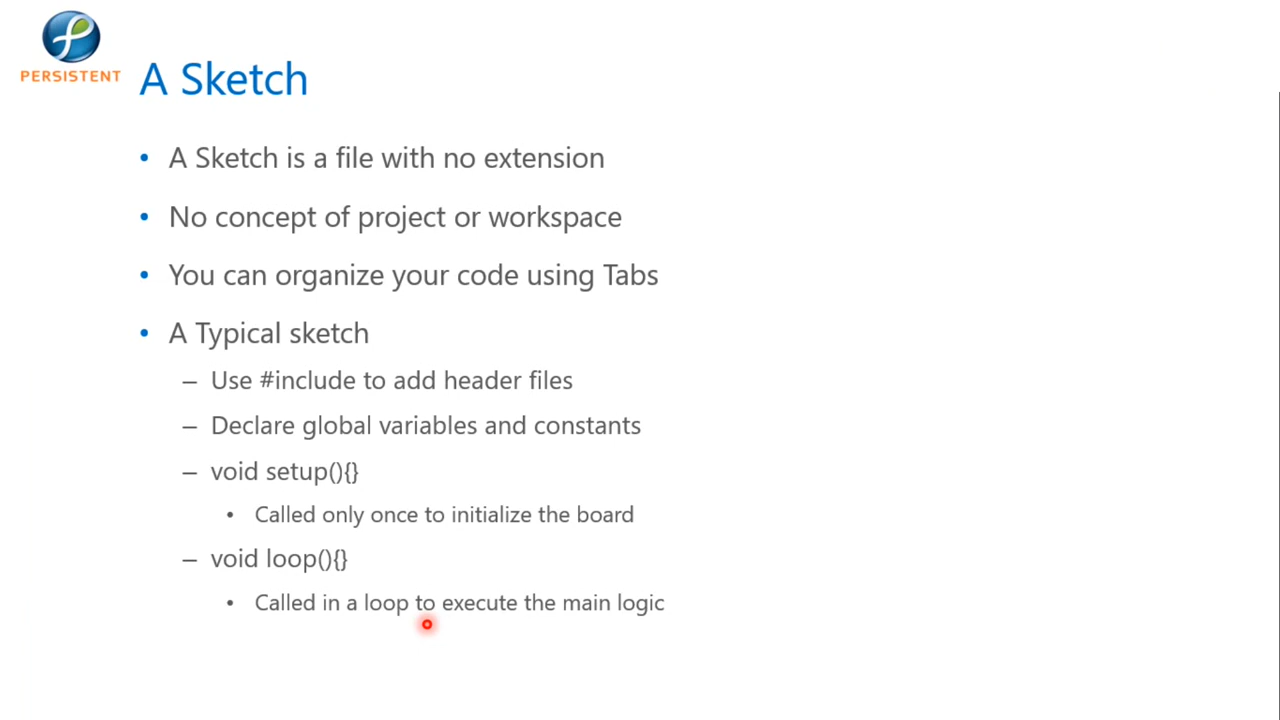 PERSISTENT
A Sketch
• A Sketch is a file with no extension
• No concept of project or workspace
• You can organize your code using Tabs
• A Typical sketch
– Use #include to add header files
– Declare global variables and constants
– void setup(){}
• Called only once to initialize the board
– void loop(){}
• Called in a loop to execute the main logic